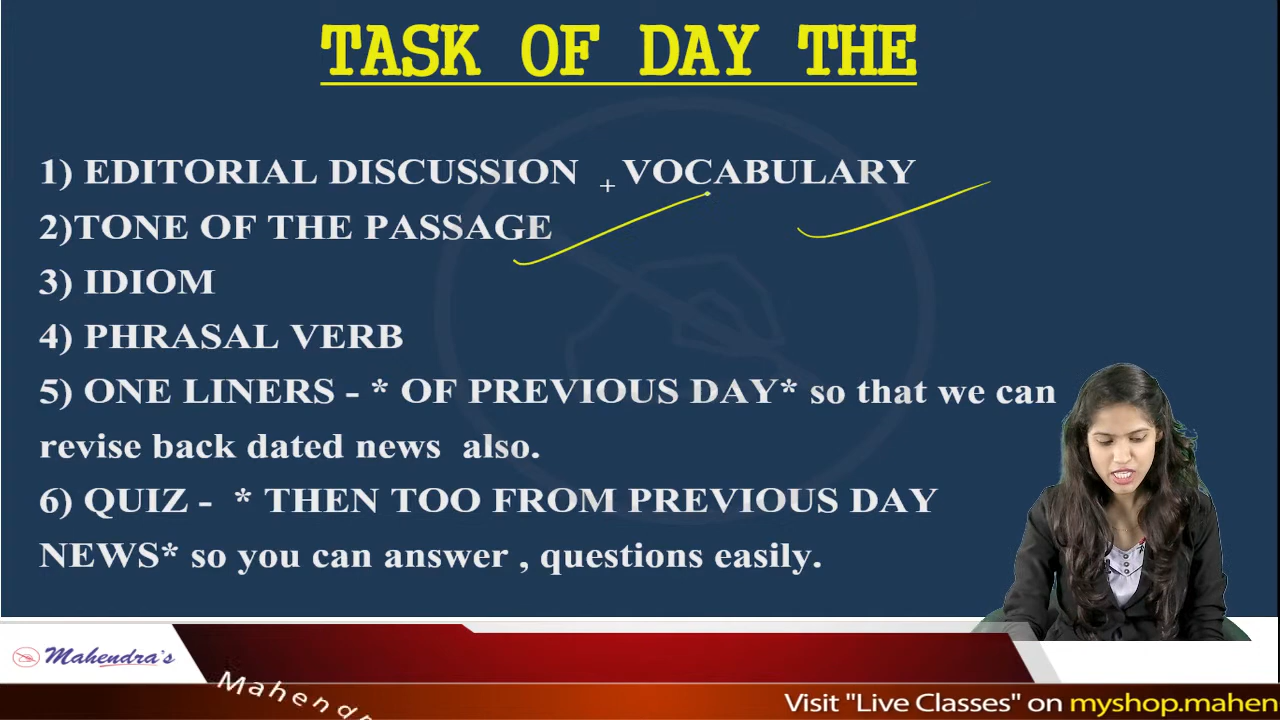 TASK OF DAY THE
1) EDITORIAL DISCUSSION + VOCABULARY
2)TONE OF THE PASSAGE
3) IDIOM
4) PHRASAL VERB
5) ONE LINERS - * OF PREVIOUS DAY* so that we can
revise back dated news also.
6) QUIZ - * THEN TOO FROM PREVIOUS DAY
NEWS* so you can answer , questions easily.
Mahendra's
Mahendra
Visit "Live Classes" on myshop.mahen